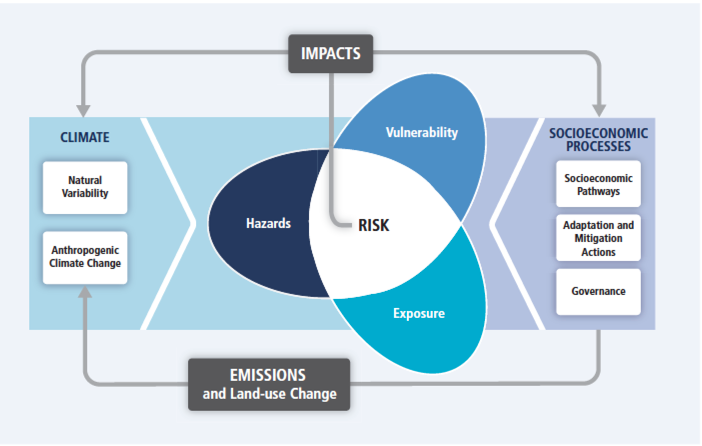 IMPACTS
CLIMATE
Natural
Variability
Anthropogenic
Climate Change
Vulnerability
Hazards
RISK
Exposure
SOCIOECONOMIC
PROCESSES
Socioeconomic
Pathways
Adaptation and
Mitigation
Actions
Governance
EMISSIONS
and Land-use Change